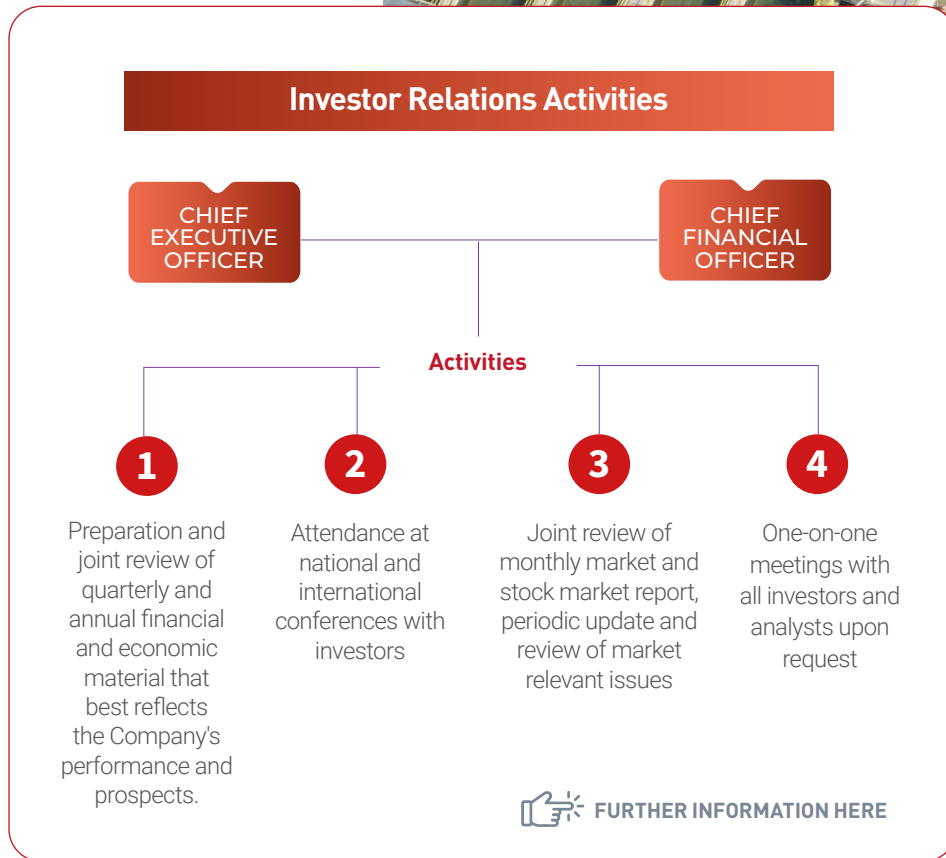 Investor Relations Activities
CHIEF
EXECUTIVE
OFFICER
CHIEF
FINANCIAL
OFFICER
Activities
1
Preparation and
joint review of
quarterly and
annual financial
and economic
material that
best reflects
the Company's
performance and
prospects.
2
Attendance at
national and
international
conferences with
investors
3
Joint review of
monthly market and
stock market report,
periodic update and
review of market
relevant issues
4
One-on-one
meetings with
all investors and
analysts upon
request
FURTHER INFORMATION HERE